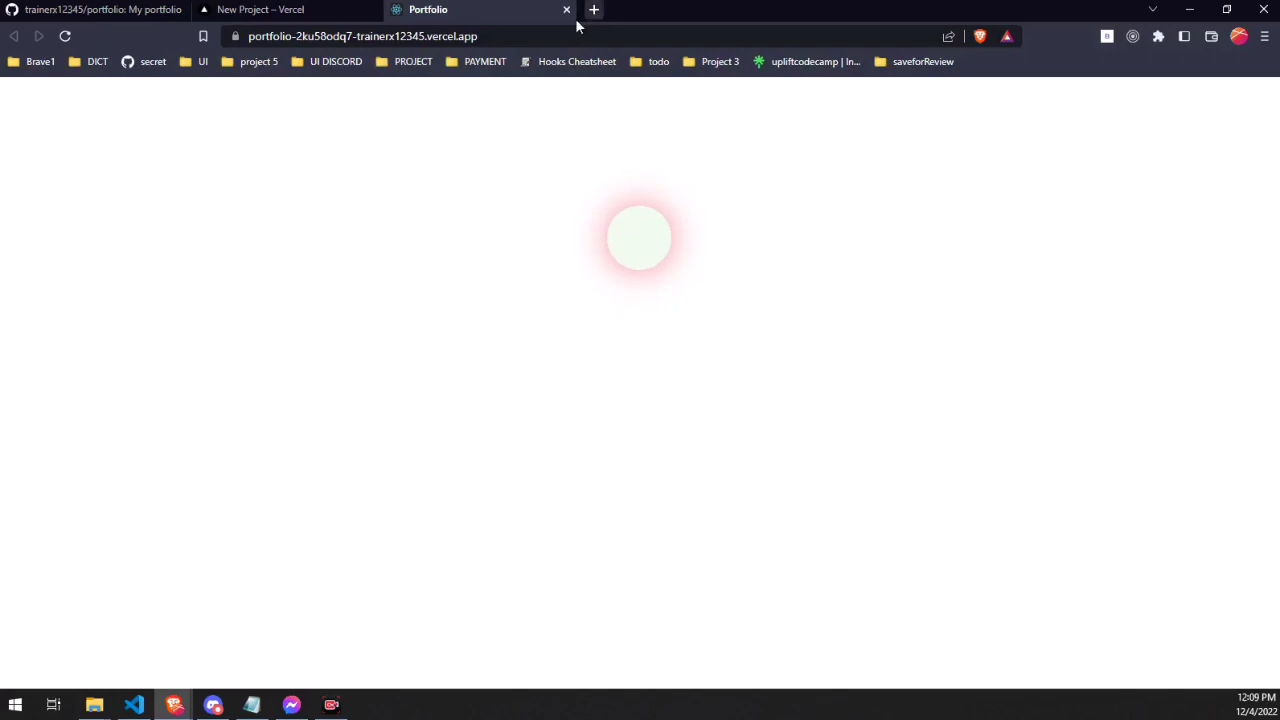 trainerx12345/portfolio: My portfolio
New Project – Vercel
Portfolio
portfolio-2ku58odq7-trainerx12345.vercel.app
Brave1
DICT
secret
UI
project 5
UI DISCORD
PROJECT
PAYMENT
Hooks Cheatsheet
todo
Project 3
upliftcodecamp | In...
saveforReview
12:09 PM
12/4/2022